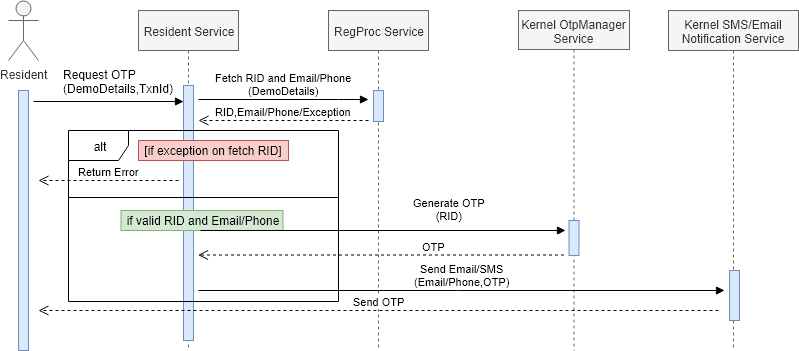 Resident
Resident Service
RegProc Service
Kernel OtpManager
Service
Kernel SMS/Email
Notification Service
Request OTP
(DemoDetails,TxnId)
Fetch RID and Email/Phone
(DemoDetails)
RID,Email/Phone/Exception
alt
[if exception on fetch RID]
Return Error
if valid RID and Email/Phone
Generate OTP
(RID)
OTP
Send Email/SMS
(Email/Phone,OTP)
Send OTP